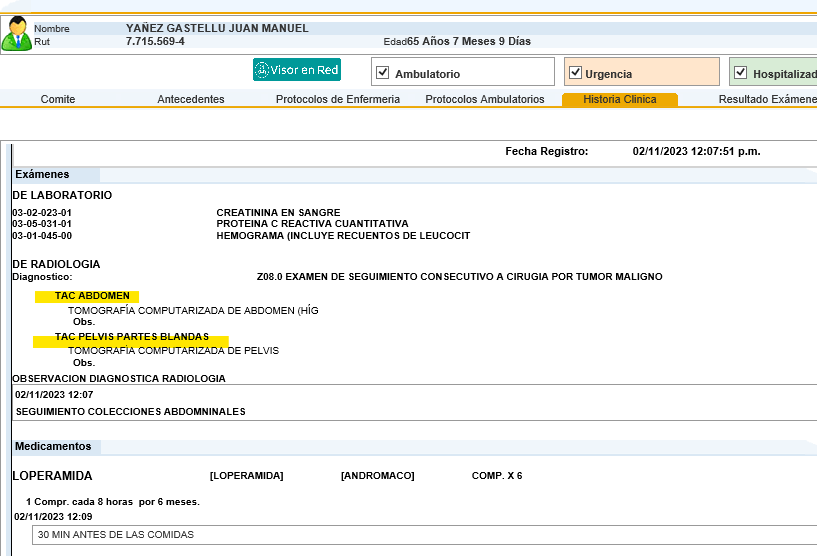 Nombre YAÑEZ GASTELLU JUAN MANUEL
Rut 7.715.569-4 Edad65 Años 7 Meses 9 Días
Visor en Red Ambulatorio Urgencia Hospitalizad
Comite Antecedentes Protocolos de Enfermeria Protocolos Ambulatorios Historia Clínica Resultado Exámene
Fecha Registro: 02/11/2023 12:07:51 p.m.
Exámenes
DE LABORATORIO
03-02-023-01 CREATININA EN SANGRE
03-05-031-01 PROTEINA C REACTIVA CUANTITATIVA
03-01-045-00 HEMOGRAMA (INCLUYE RECUENTOS DE LEUCOCIT
DE RADIOLOGIA
Diagnostico: Z08.0 EXAMEN DE SEGUIMIENTO CONSECUTIVO A CIRUGIA POR TUMOR MALIGNO
TAC ABDOMEN
TOMOGRAFÍA COMPUTARIZADA DE ABDOMEN (HÍG
Obs.
TAC PELVIS PARTES BLANDAS
TOMOGRAFÍA COMPUTARIZADA DE PELVIS
Obs.
OBSERVACION DIAGNOSTICA RADIOLOGIA
02/11/2023 12:07
SEGUIMIENTO COLECCIONES ABDOMNINALES
Medicamentos
LOPERAMIDA [LOPERAMIDA] [ANDROMACO] COMP. X 6
1 Compr. cada 8 horas por 6 meses.
02/11/2023 12:09
30 MIN ANTES DE LAS COMIDAS